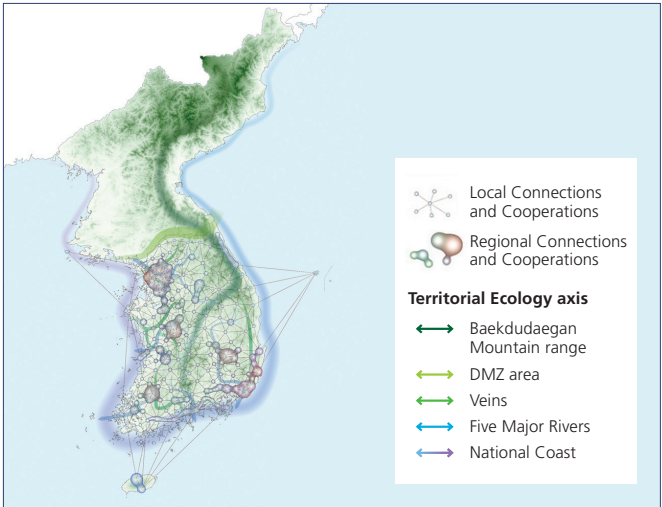 Local Connections
and Cooperations
Regional Connections
and Cooperations
Territorial Ecology axis
Baekdudaegan
Mountain range
DMZ area
Veins
Five Major Rivers
National Coast